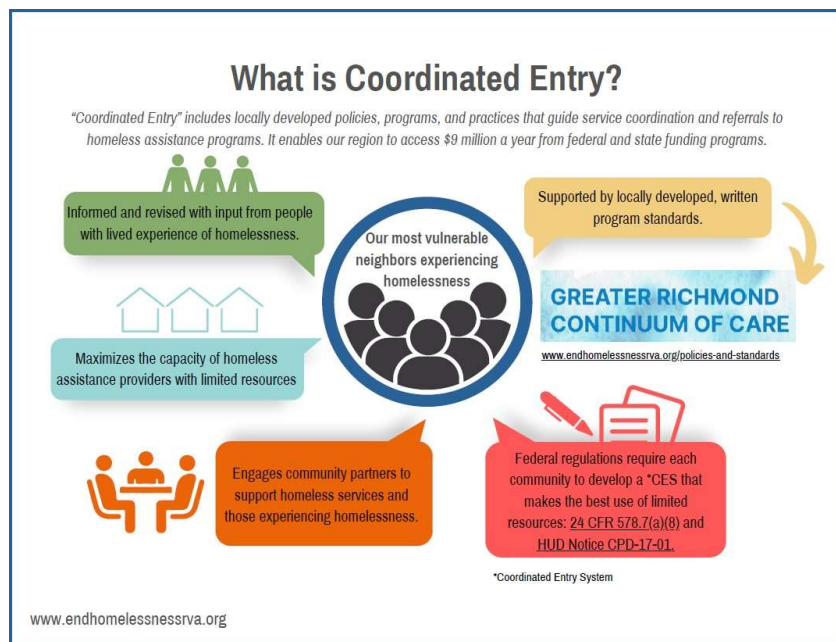 What is Coordinated Entry?
“Coordinated Entry” includes locally developed policies, programs, and practices that guide service coordination and referrals to
homeless assistance programs. It enables our region to access $9 million a year from federal and state funding programs.
Informed and revised with input from people
with lived experience of homelessness.
Our most vulnerable
neighbors experiencing
homelessness
Supported by locally developed, written
program standards.
GREATER RICHMOND
CONTINUUM OF CARE
www.endhomelessnessrva.org/policies-and-standards
Maximizes the capacity of homeless
assistance providers with limited resources
Engages community partners to
support homeless services and
those experiencing homelessness.
Federal regulations require each
community to develop a *CES that
makes the best use of limited
resources: 24 CFR 578.7(a)(8) and
HUD Notice CPD-17-01.
*Coordinated Entry System
www.endhomelessnessrva.org